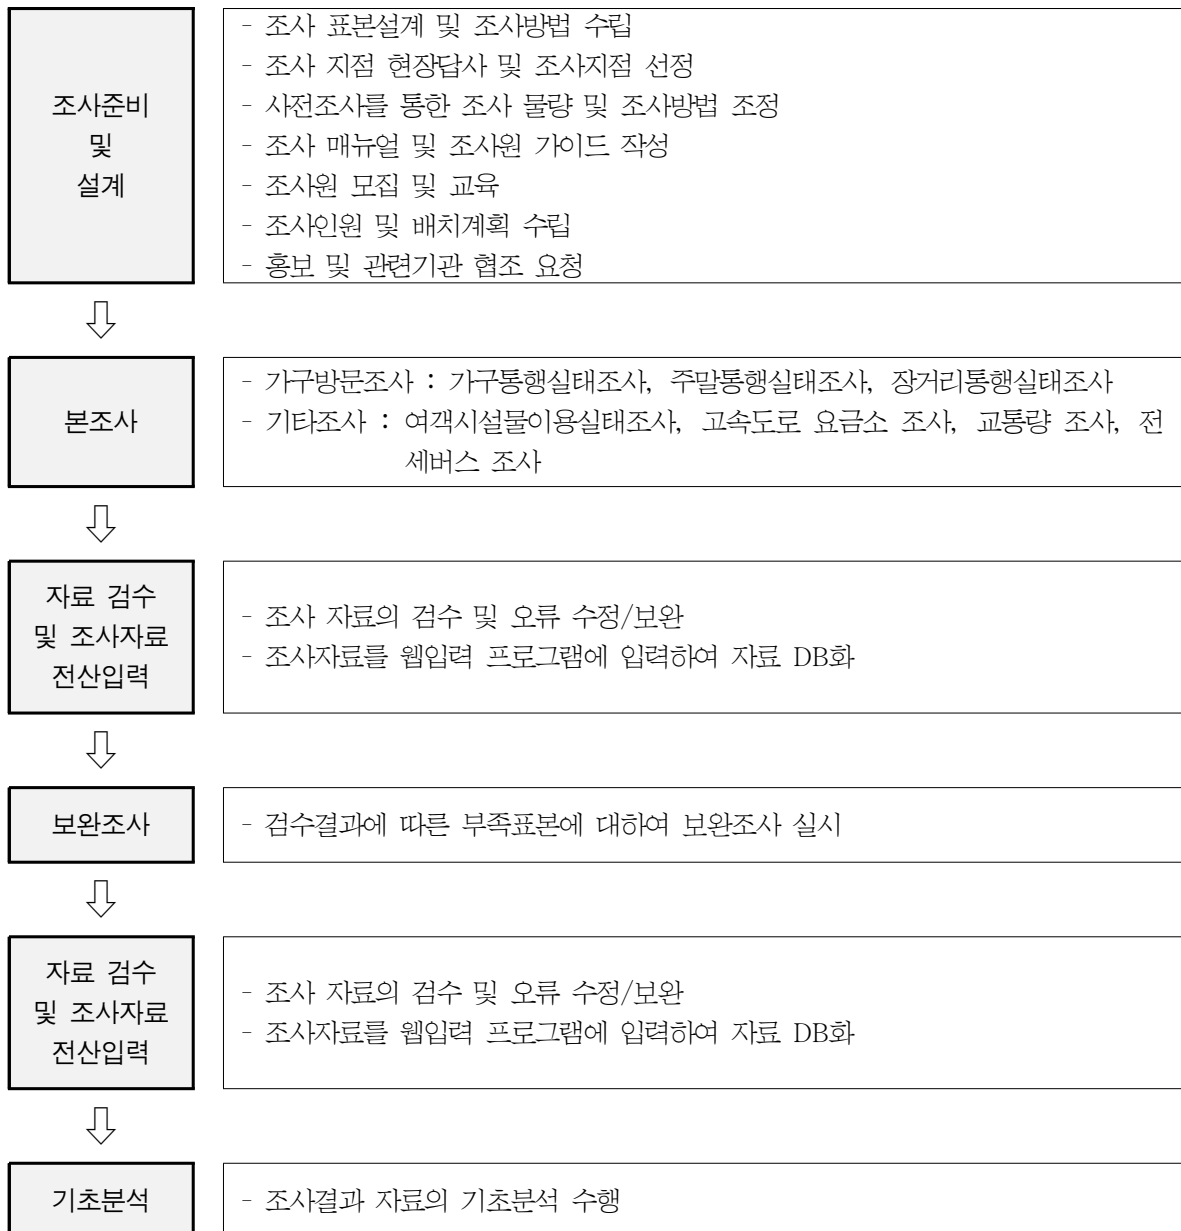 조사준비
및
설계
- 조사 표본설계 및 조사방법 수립
- 조사 지점 현장답사 및 조사지점 선정
- 사전조사를 통한 조사 물량 및 조사방법 조정
- 조사 매뉴얼 및 조사원 가이드 작성
- 조사원 모집 및 교육
- 조사인원 및 배치계획 수립
- 홍보 및 관련기관 협조 요청
본조사
- 가구방문조사 : 가구통행실태조사, 주말통행실태조사, 장거리통행실태조사
- 기타조사 : 여객시설물이용실태조사, 고속도로 요금소 조사, 교통량 조사, 전
세버스 조사
자료 검수
및 조사자료
전산입력
- 조사 자료의 검수 및 오류 수정/보완
- 조사자료를 웹입력 프로그램에 입력하여 자료 DB화
보완조사
- 검수결과에 따른 부족표본에 대하여 보완조사 실시
자료 검수
및 조사자료
전산입력
- 조사 자료의 검수 및 오류 수정/보완
- 조사자료를 웹입력 프로그램에 입력하여 자료 DB화
기초분석
- 조사결과 자료의 기초분석 수행